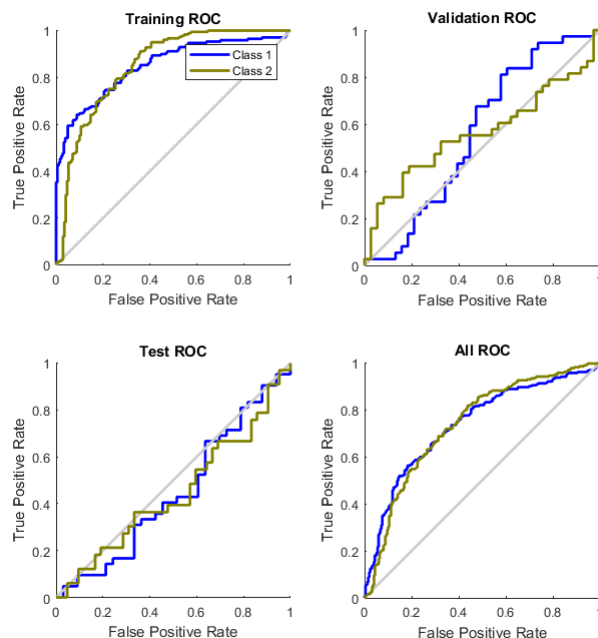 Training ROC
1
0.8
0.6
0.4
0.2
0
0 0.2 0.4 0.6 0.8 1
True Positive Rate
False Positive Rate
Class 1
Class 2
Validation ROC
1
0.8
0.6
0.4
0.2
0
0 0.2 0.4 0.6 0.8 1
True Positive Rate
False Positive Rate
Test ROC
1
0.8
0.6
0.4
0.2
0
0 0.2 0.4 0.6 0.8 1
True Positive Rate
False Positive Rate
All ROC
1
0.8
0.6
0.4
0.2
0
0 0.2 0.4 0.6 0.8 1
True Positive Rate
False Positive Rate